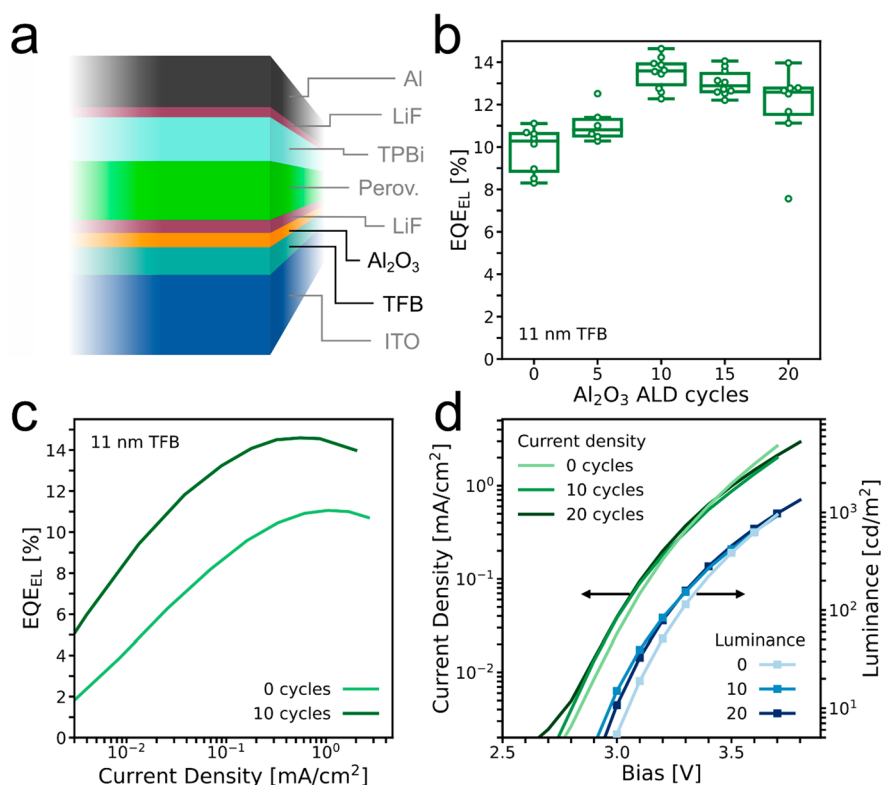 a
Al
LiF
TPBi
Perov.
LiF
Al₂O₃
TFB
ITO
b
EQE_EL [%]
14
12
10
8
6
4
2
0
11 nm TFB
0 5 10 15 20
Al₂O₃ ALD cycles
c
EQE_EL [%]
14
12
10
8
6
4
2
0
11 nm TFB
0 cycles
10 cycles
10⁻² 10⁻¹ 10⁰
Current Density [mA/cm²]
d
Current Density [mA/cm²]
10⁰
10⁻¹
10⁻²
Current density
0 cycles
10 cycles
20 cycles
Luminance
0
10
20
10³
10²
10¹
Luminance [cd/m²]
2.5 3.0 3.5
Bias [V]